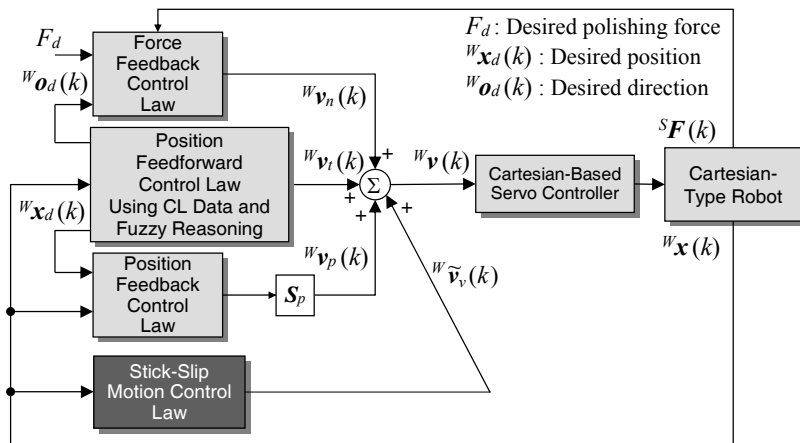 F_d
Force
Feedback
Control
Law
^W o_d(k)
^W v_n(k)
F_d : Desired polishing force
^W x_d(k) : Desired position
^W o_d(k) : Desired direction
^S F(k)
Position
Feedforward
Control Law
Using CL Data and
Fuzzy Reasoning
^W v_t(k)
+
+
+
+
Σ
^W v(k)
Cartesian-Based
Servo Controller
Cartesian-
Type Robot
^W x_d(k)
^W x(k)
Position
Feedback
Control
Law
S_p
^W v_p(k)
^W ṽ_v(k)
Stick-Slip
Motion Control
Law